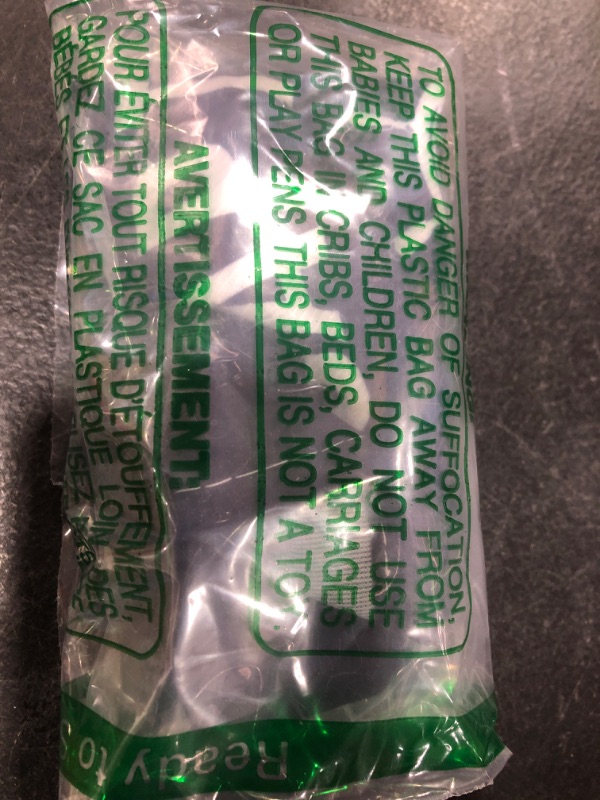 TO AVOID DANGER OF SUFFOCATION,
KEEP THIS PLASTIC BAG AWAY FROM
BABIES AND CHILDREN, DO NOT USE
THIS BAG IN CRIBS, BEDS, CARRIAGES
OR PLAY PENS THIS BAG IS NOT A TOY.
AVERTISSEMENT:
POUR ÉVITER TOUT RISQUE D'ÉTOUFFEMENT,
GARDEZ CE SAC EN PLASTIQUE LOIN DES
BÉBES
Ready to